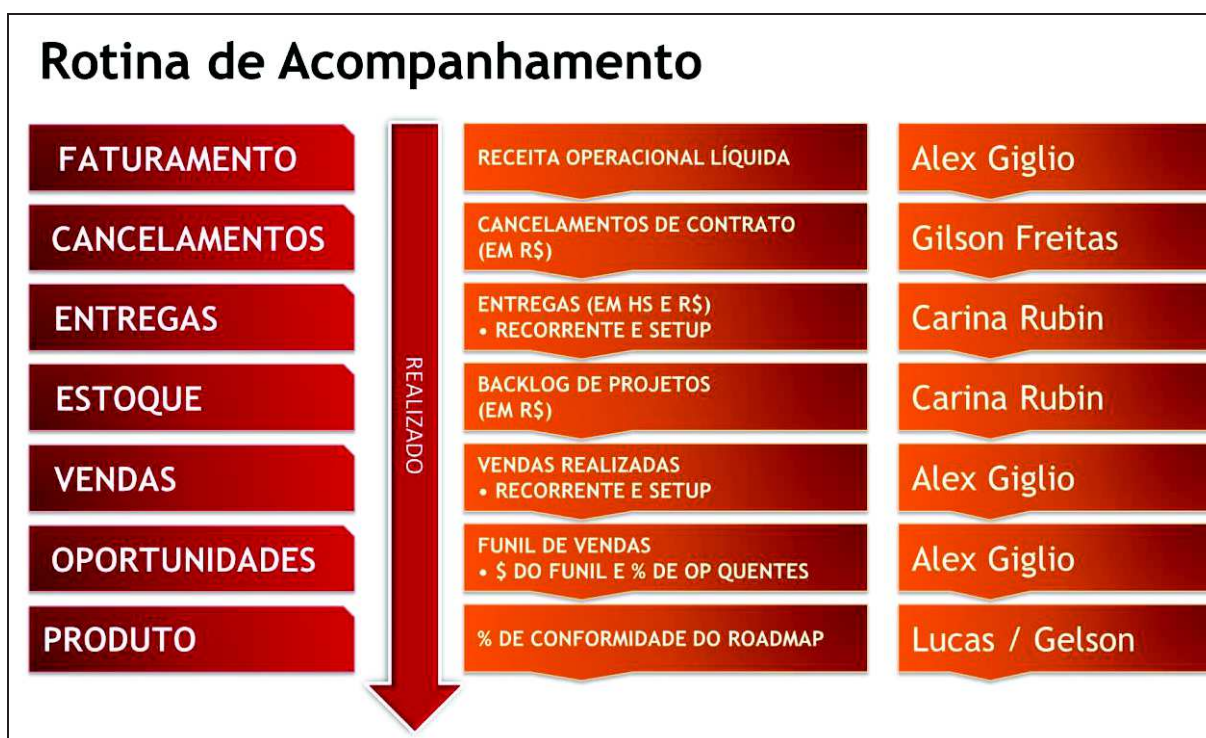 Rotina de Acompanhamento
FATURAMENTO
RECEITA OPERACIONAL LÍQUIDA
Alex Giglio
CANCELAMENTOS
CANCELAMENTOS DE CONTRATO
(EM R$)
Gilson Freitas
ENTREGAS
ENTREGAS (EM HS E R$)
• RECORRENTE E SETUP
Carina Rubin
REALIZADO
ESTOQUE
BACKLOG DE PROJETOS
(EM R$)
Carina Rubin
VENDAS
VENDAS REALIZADAS
• RECORRENTE E SETUP
Alex Giglio
OPORTUNIDADES
FUNIL DE VENDAS
• $ DO FUNIL E % DE OP QUENTES
Alex Giglio
PRODUTO
% DE CONFORMIDADE DO ROADMAP
Lucas / Gelson